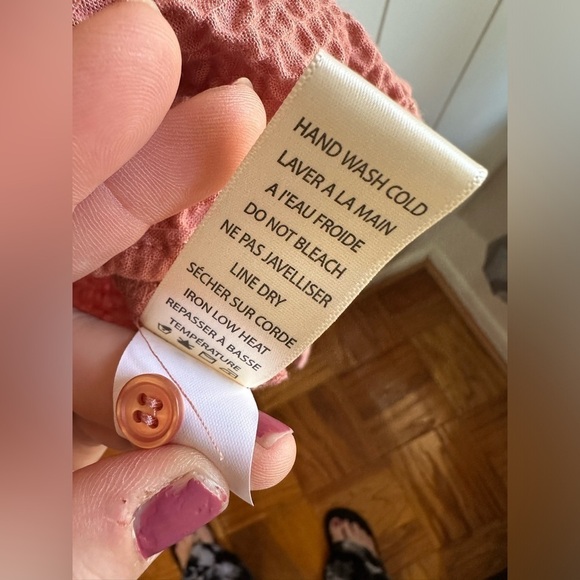 HAND WASH COLD
LAVER A LA MAIN
A l'EAU FROIDE
DO NOT BLEACH
NE PAS JAVELLISER
LINE DRY
SÉCHER SUR CORDE
IRON LOW HEAT
REPASSER À BASSE
TEMPÉRATURE